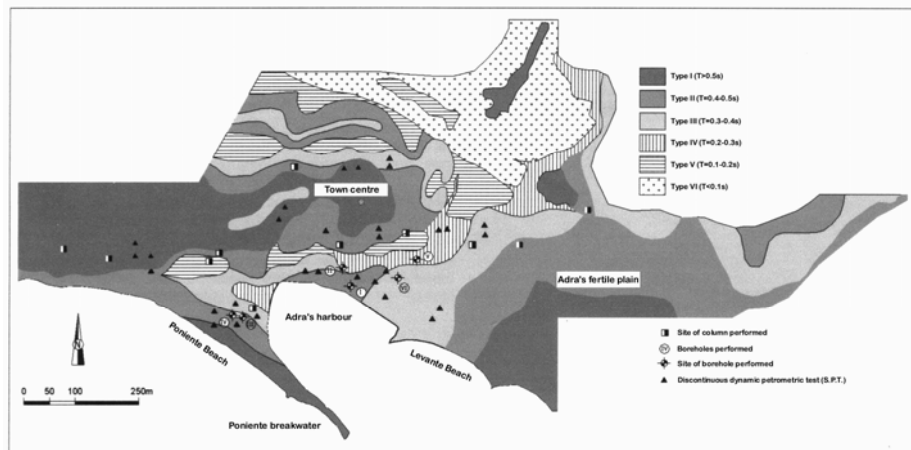 Type I (T>0.5s)
Type II (T=0.4-0.5s)
Type III (T=0.3-0.4s)
Type IV (T=0.2-0.3s)
Type V (T=0.1-0.2s)
Type VI (T<0.1s)
Town centre
Adra's fertile plain
Adra's harbour
Poniente Beach
Levante Beach
Poniente breakwater
N
0 50 100 250m
Site of column performed
Boreholes performed
Site of borehole performed
Discontinuous dynamic petrometric test (S.P.T.)